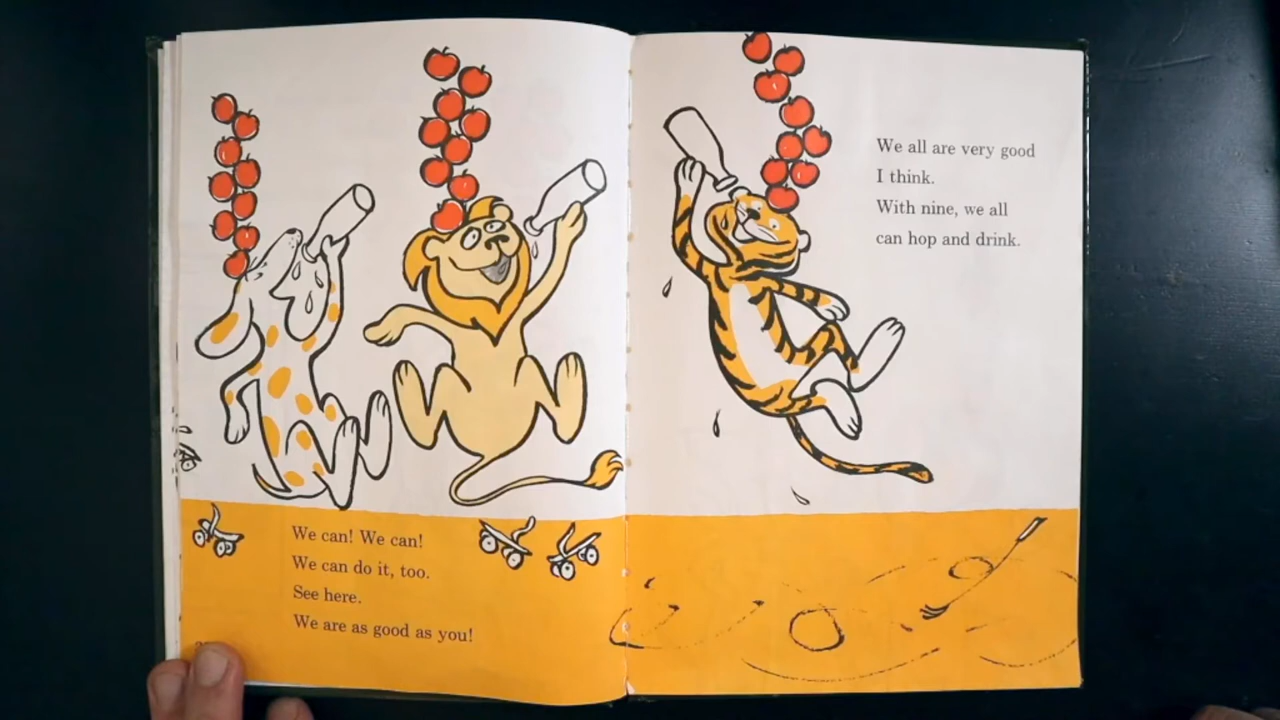 We can! We can!
We can do it, too.
See here.
We are as good as you!
We all are very good
I think.
With nine, we all
can hop and drink.